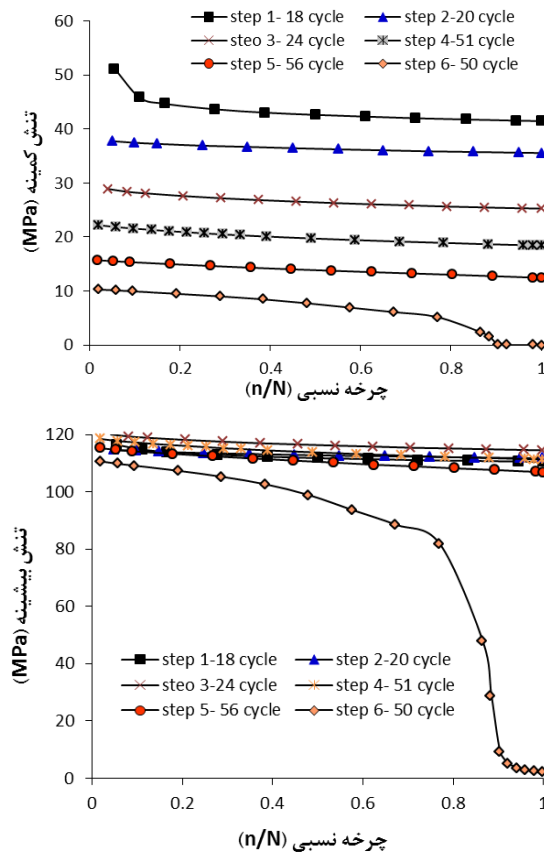 step 1- 18 cycle
step 2-20 cycle
steo 3- 24 cycle
step 4-51 cycle
step 5- 56 cycle
step 6- 50 cycle
60
50
40
30
20
10
0
تنش کمینه (MPa)
0
0.2
0.4
0.6
0.8
1
چرخه نسبی (n/N)
120
100
80
60
40
20
0
تنش بیشینه (MPa)
step 1-18 cycle
step 2-20 cycle
steo 3-24 cycle
step 4- 51 cycle
step 5- 56 cycle
step 6- 50 cycle
0
0.2
0.4
0.6
0.8
1
چرخه نسبی (n/N)